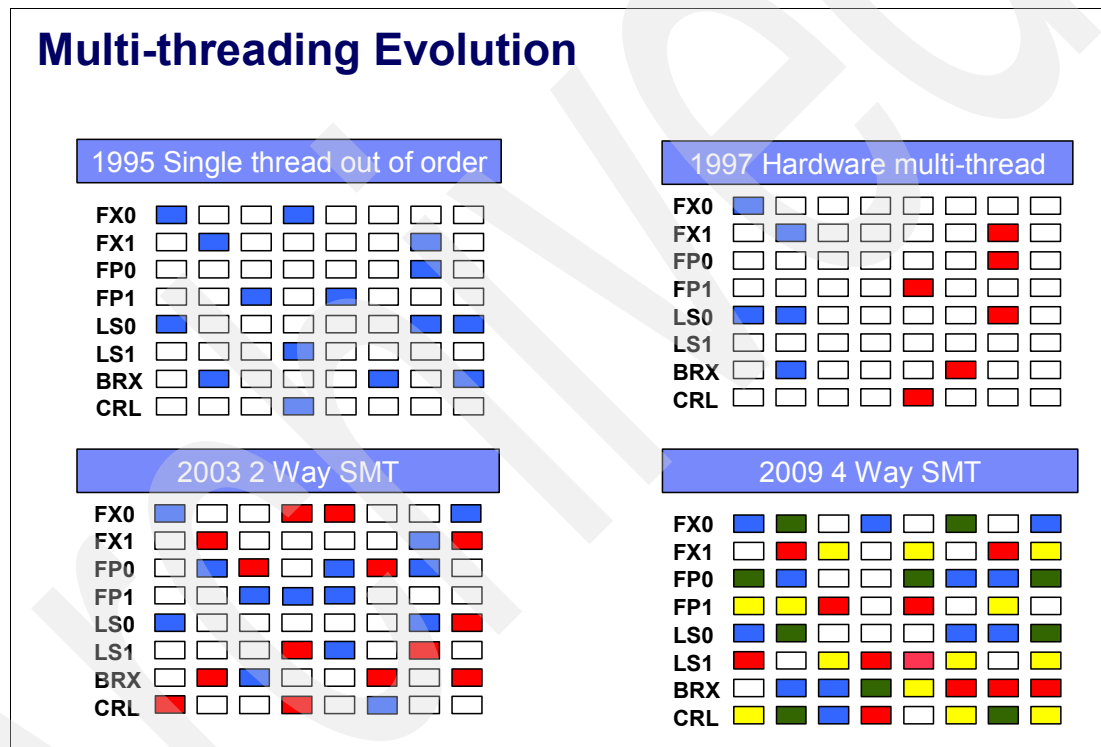 Multi-threading Evolution
1995 Single thread out of order
FX0
FX1
FP0
FP1
LS0
LS1
BRX
CRL
1997 Hardware multi-thread
FX0
FX1
FP0
FP1
LS0
LS1
BRX
CRL
2003 2 Way SMT
FX0
FX1
FP0
FP1
LS0
LS1
BRX
CRL
2009 4 Way SMT
FX0
FX1
FP0
FP1
LS0
LS1
BRX
CRL